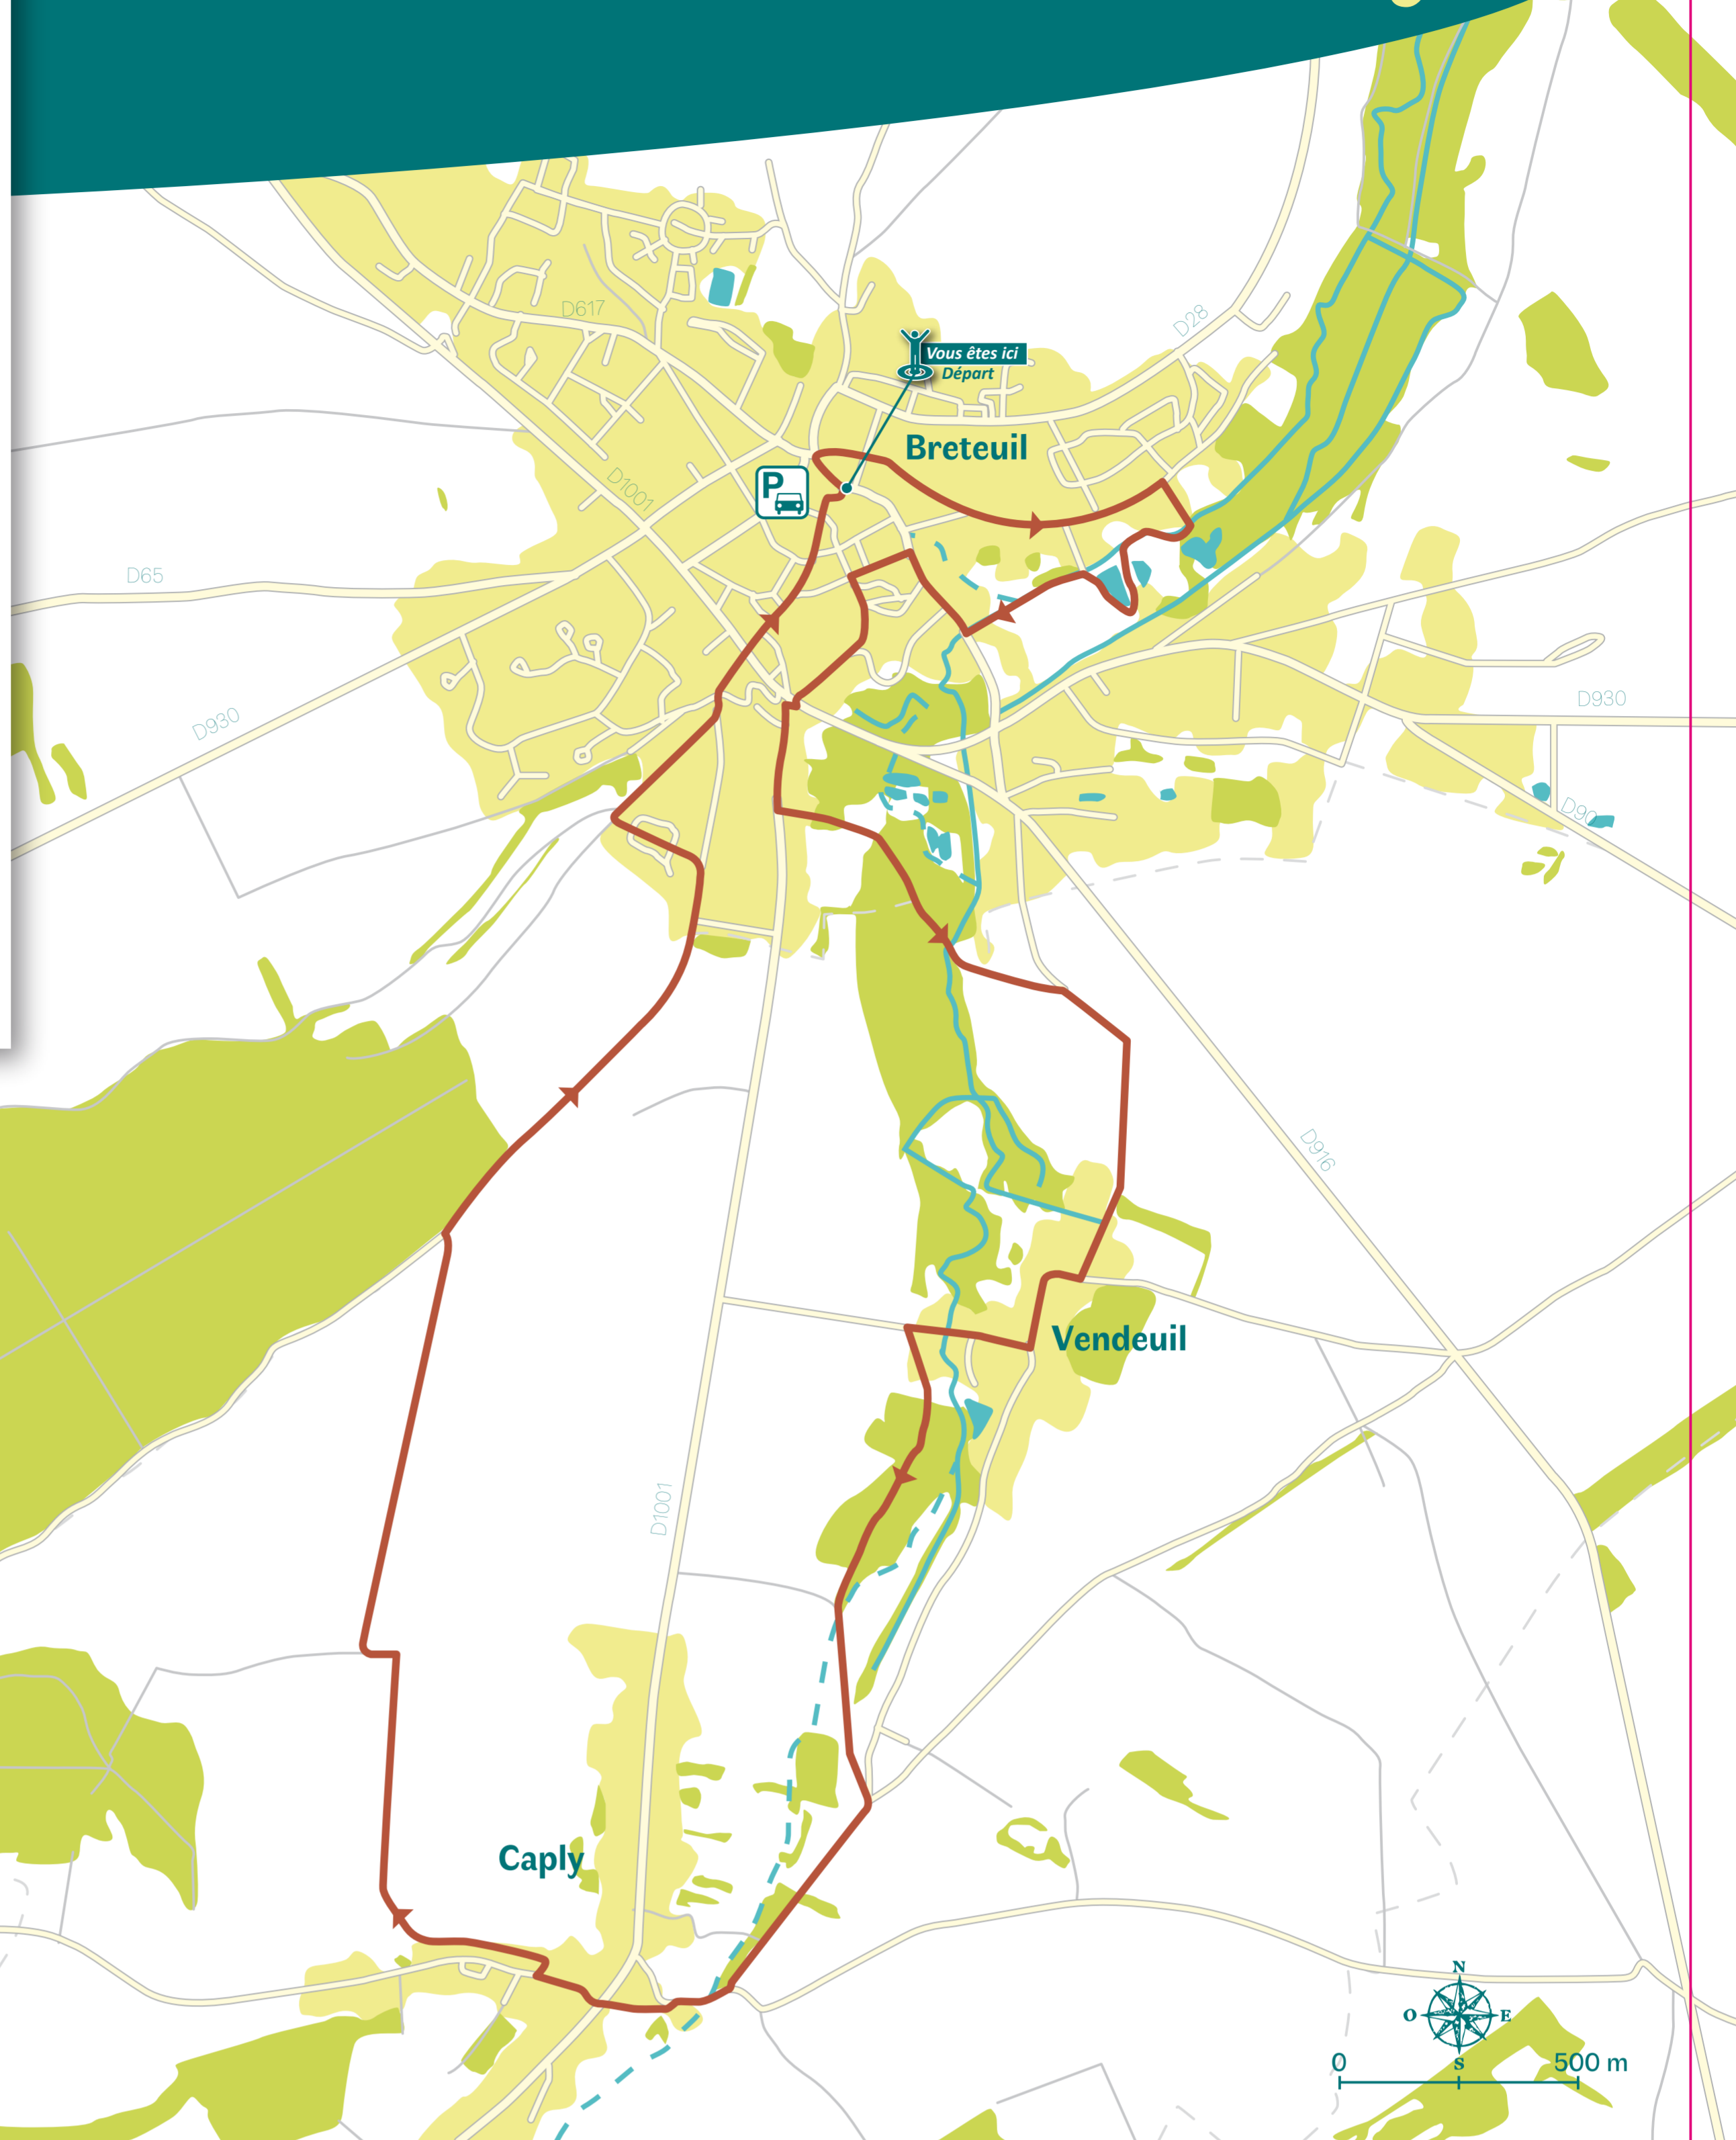 D617
D28
Vous êtes ici
Départ
Breteuil
P
D1001
D65
D930
D930
D90
D916
Vendeuil
D1001
Caply
N
O
E
S
0
500 m